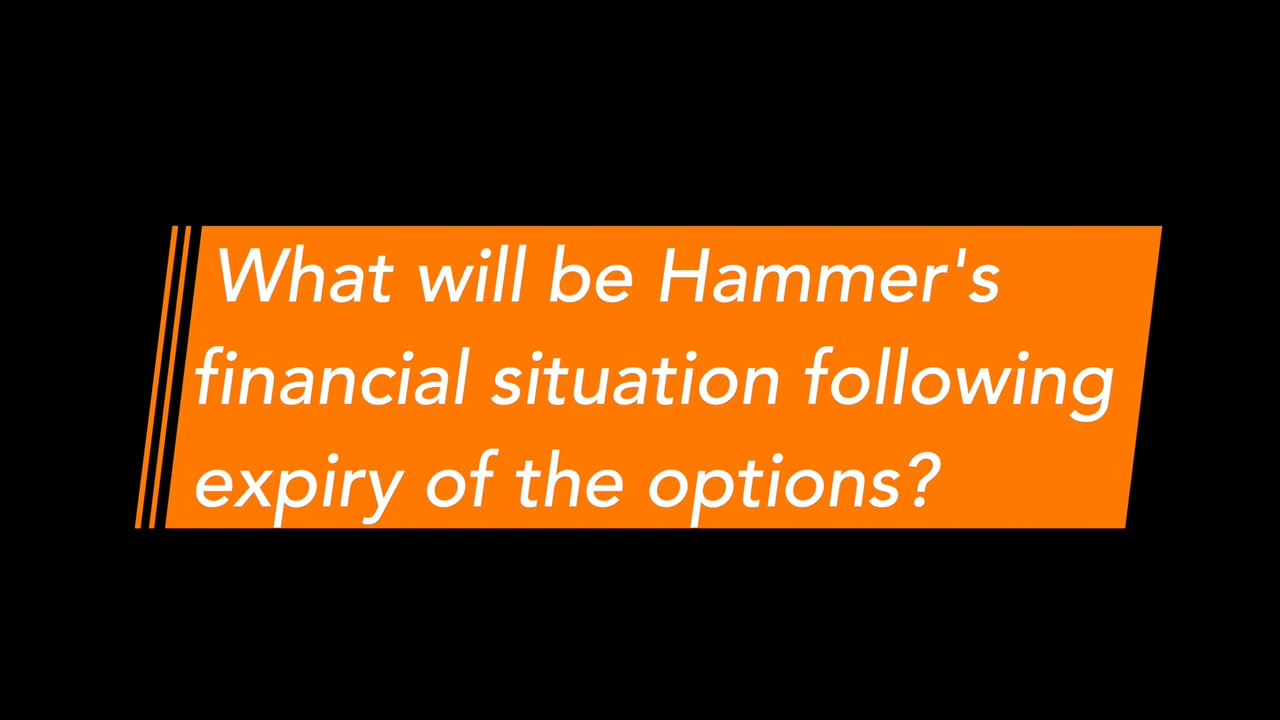 What will be Hammer's
financial situation following
expiry of the options?